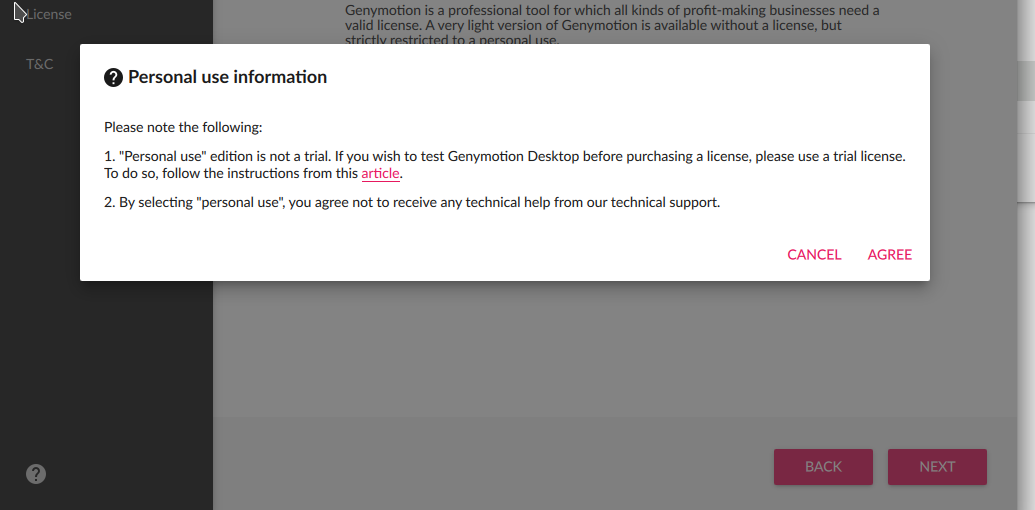 License
T&C
Genymotion is a professional tool for which all kinds of profit-making businesses need a
valid license. A very light version of Genymotion is available without a license, but
strictly restricted to a personal use.
Personal use information
Please note the following:
1. "Personal use" edition is not a trial. If you wish to test Genymotion Desktop before purchasing a license, please use a trial license.
To do so, follow the instructions from this article.
2. By selecting "personal use", you agree not to receive any technical help from our technical support.
CANCEL AGREE
BACK NEXT